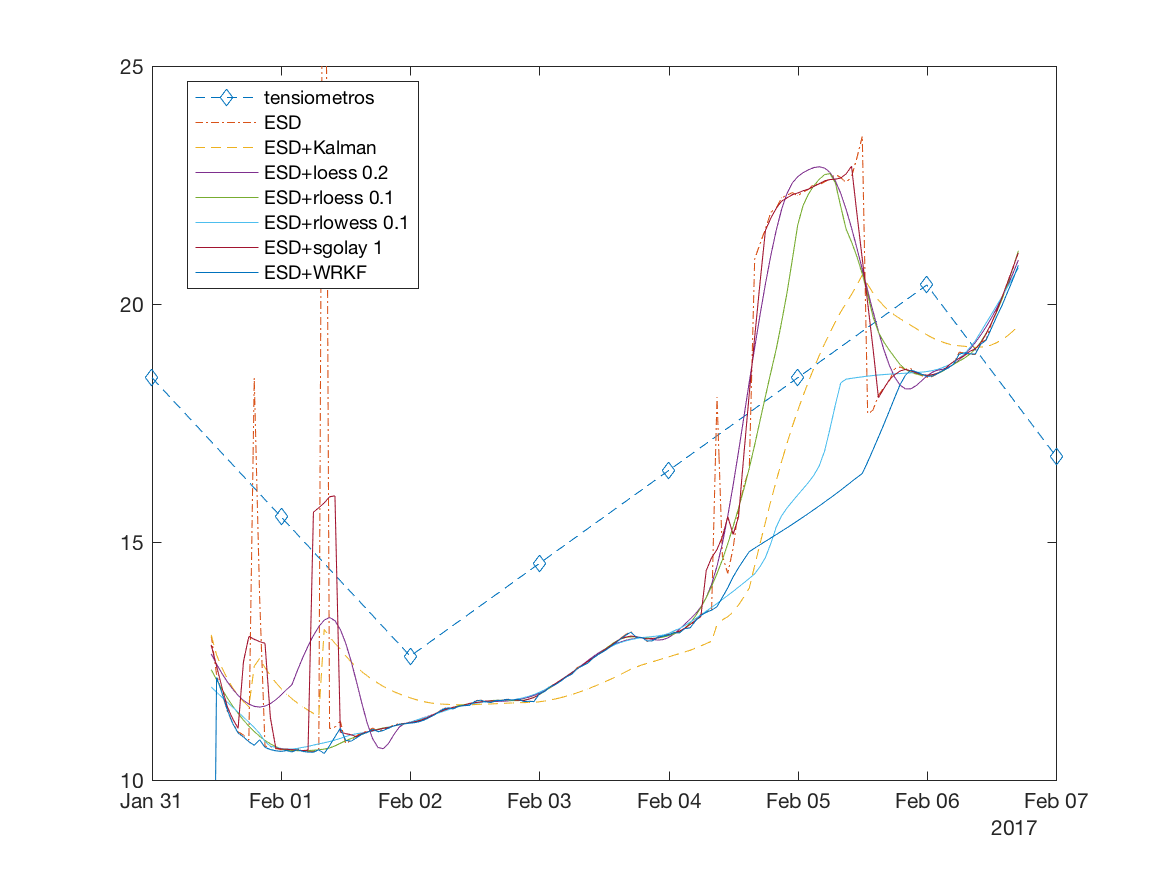 25
20
15
10
tensiometros
ESD
ESD+Kalman
ESD+loess 0.2
ESD+rloess 0.1
ESD+rlowess 0.1
ESD+sgolay 1
ESD+WRKF
Jan 31 Feb 01 Feb 02 Feb 03 Feb 04 Feb 05 Feb 06 Feb 07
2017